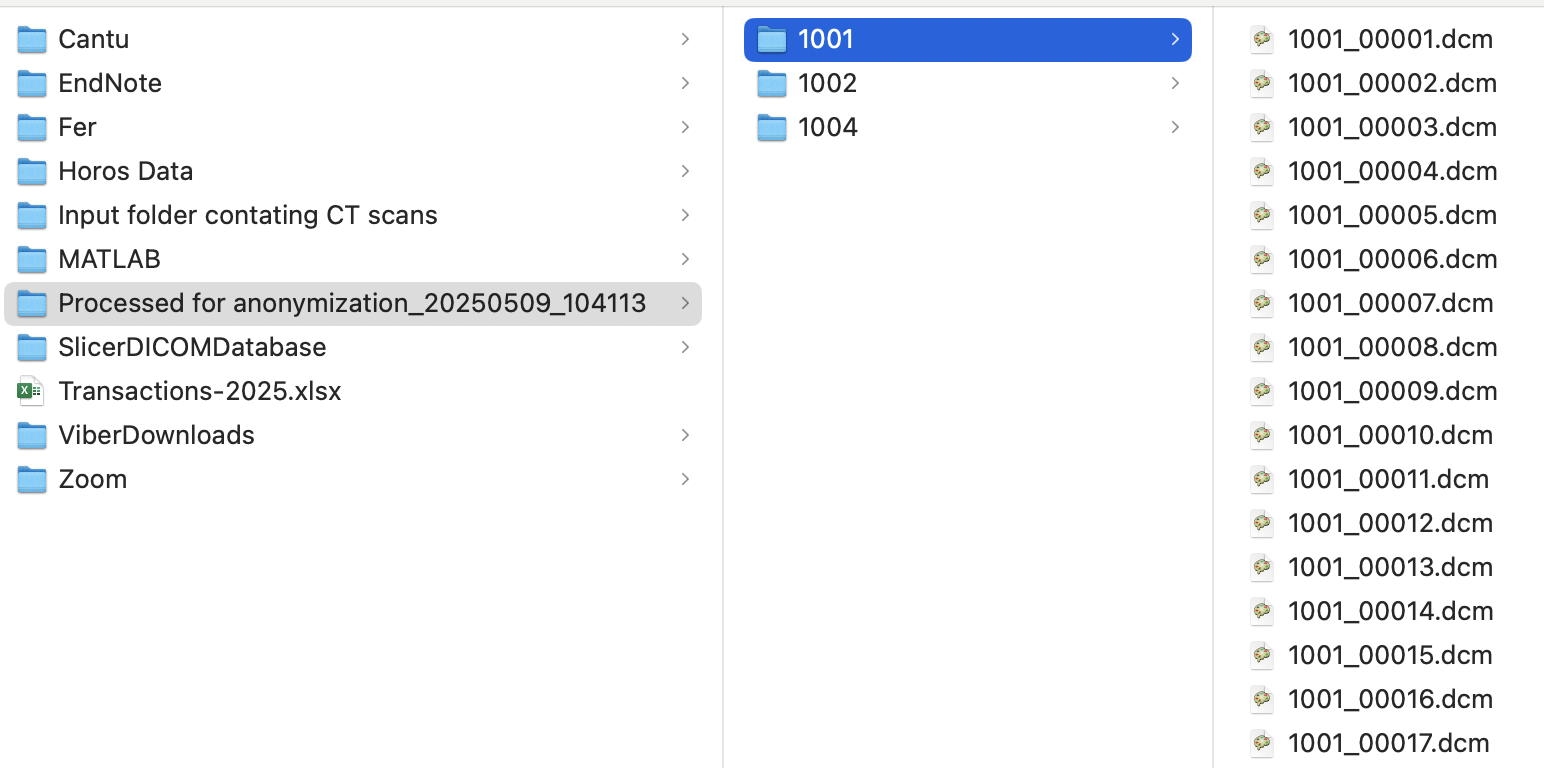 Cantu
EndNote
Fer
Horos Data
Input folder contating CT scans
MATLAB
Processed for anonymization_20250509_104113
SlicerDICOMDatabase
Transactions-2025.xlsx
ViberDownloads
Zoom
1001
1002
1004
1001_00001.dcm
1001_00002.dcm
1001_00003.dcm
1001_00004.dcm
1001_00005.dcm
1001_00006.dcm
1001_00007.dcm
1001_00008.dcm
1001_00009.dcm
1001_00010.dcm
1001_00011.dcm
1001_00012.dcm
1001_00013.dcm
1001_00014.dcm
1001_00015.dcm
1001_00016.dcm
1001_00017.dcm